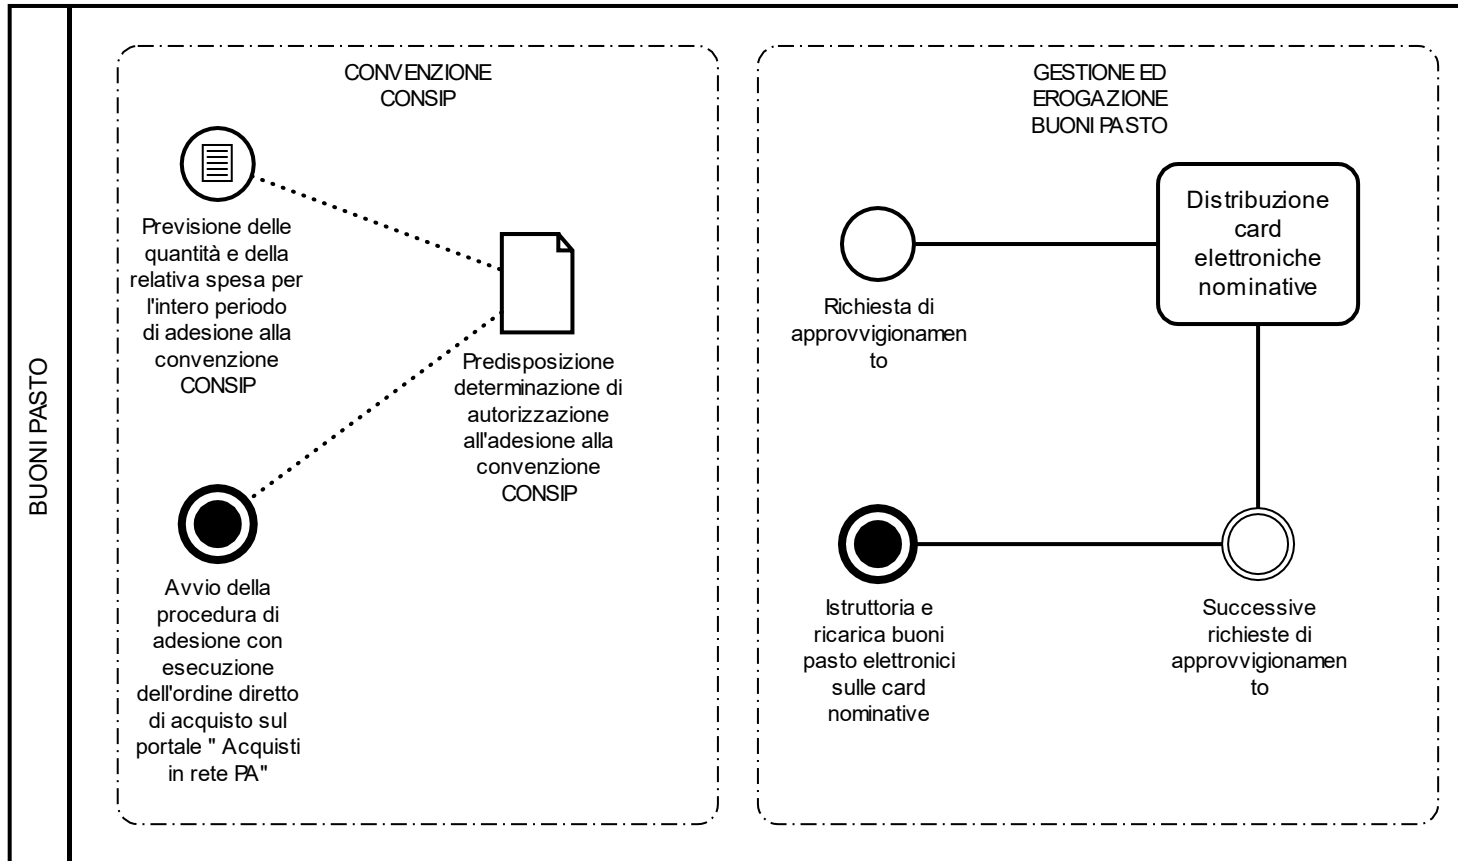 BUONI PASTO
CONVENZIONE
CONSIP
Previsione delle
quantità e della
relativa spesa per
l'intero periodo
di adesione alla
convenzione
CONSIP
Predisposizione
determinazione di
autorizzazione
all'adesione alla
convenzione
CONSIP
Avvio della
procedura di
adesione con
esecuzione
dell'ordine diretto
di acquisto sul
portale " Acquisti
in rete PA"
GESTIONE ED
EROGAZIONE
BUONI PASTO
Richiesta di
approvvigionamen
to
Distribuzione
card
elettroniche
nominative
Istruttoria e
ricarica buoni
pasto elettronici
sulle card
nominative
Successive
richieste di
approvvigionamen
to